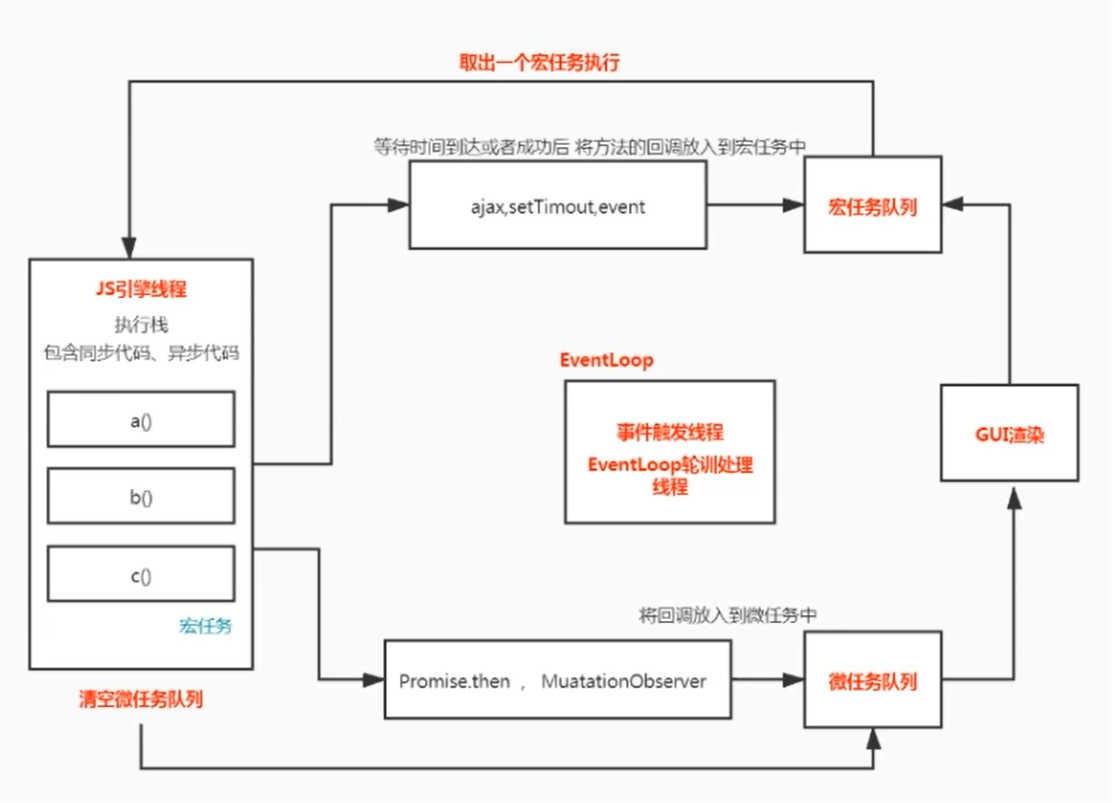 取出一个宏任务执行
等待时间到达或者成功后 将方法的回调放入到宏任务中
ajax,setTimout,event
宏任务队列
JS引擎线程
执行栈
包含同步代码、异步代码
a()
b()
c()
宏任务
清空微任务队列
EventLoop
事件触发线程
EventLoop轮训处理
线程
GUI渲染
将回调放入到微任务中
Promise.then ， MuatationObserver
微任务队列